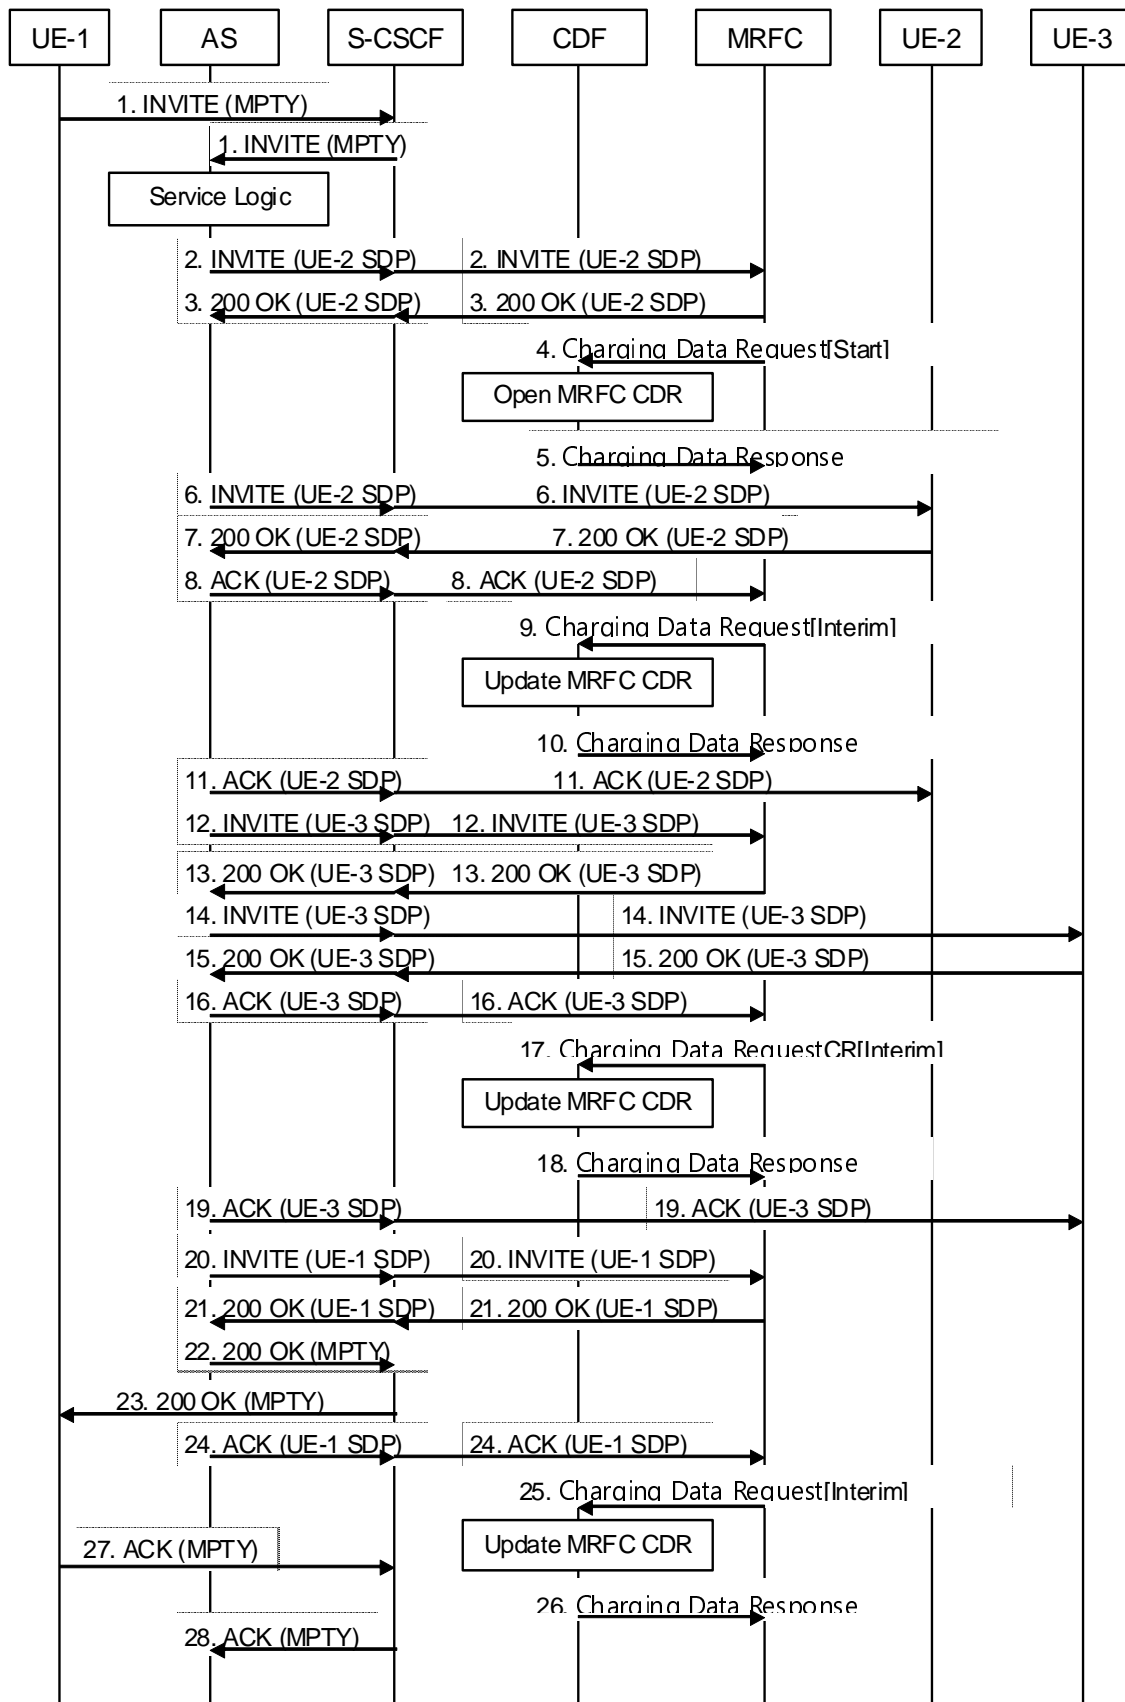 UE-1 AS S-CSCF CDF MRFC UE-2 UE-3
1. INVITE (MPTY)
1. INVITE (MPTY)
Service Logic
2. INVITE (UE-2 SDP) 2. INVITE (UE-2 SDP)
3. 200 OK (UE-2 SDP) 3. 200 OK (UE-2 SDP)
4. Charging Data Request[Start]
Open MRFC CDR
5. Charging Data Response
6. INVITE (UE-2 SDP) 6. INVITE (UE-2 SDP)
7. 200 OK (UE-2 SDP) 7. 200 OK (UE-2 SDP)
8. ACK (UE-2 SDP) 8. ACK (UE-2 SDP)
9. Charging Data Request[Interim]
Update MRFC CDR
10. Charging Data Response
11. ACK (UE-2 SDP) 11. ACK (UE-2 SDP)
12. INVITE (UE-3 SDP) 12. INVITE (UE-3 SDP)
13. 200 OK (UE-3 SDP) 13. 200 OK (UE-3 SDP)
14. INVITE (UE-3 SDP) 14. INVITE (UE-3 SDP)
15. 200 OK (UE-3 SDP) 15. 200 OK (UE-3 SDP)
16. ACK (UE-3 SDP) 16. ACK (UE-3 SDP)
17. Charging Data RequestCR[Interim]
Update MRFC CDR
18. Charging Data Response
19. ACK (UE-3 SDP) 19. ACK (UE-3 SDP)
20. INVITE (UE-1 SDP) 20. INVITE (UE-1 SDP)
21. 200 OK (UE-1 SDP) 21. 200 OK (UE-1 SDP)
22. 200 OK (MPTY)
23. 200 OK (MPTY)
24. ACK (UE-1 SDP) 24. ACK (UE-1 SDP)
25. Charging Data Request[Interim]
27. ACK (MPTY) Update MRFC CDR
26. Charging Data Response
28. ACK (MPTY)